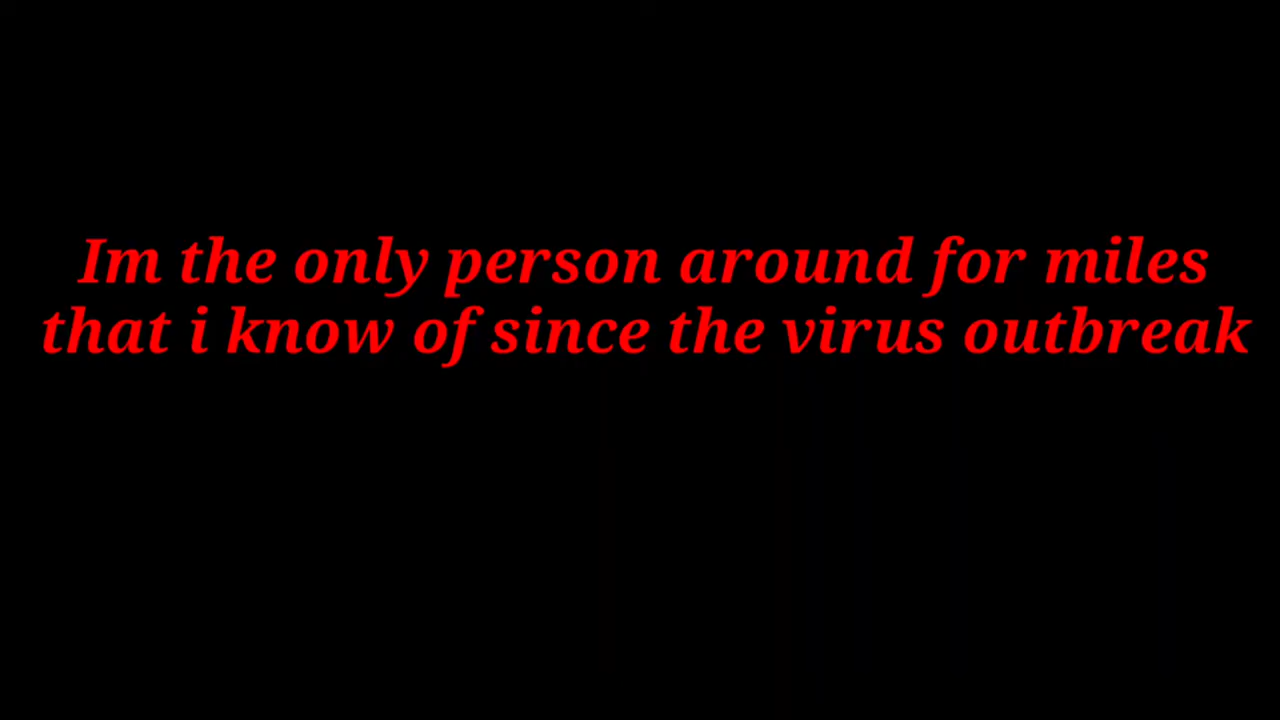 Im the only person around for miles
that i know of since the virus outbreak